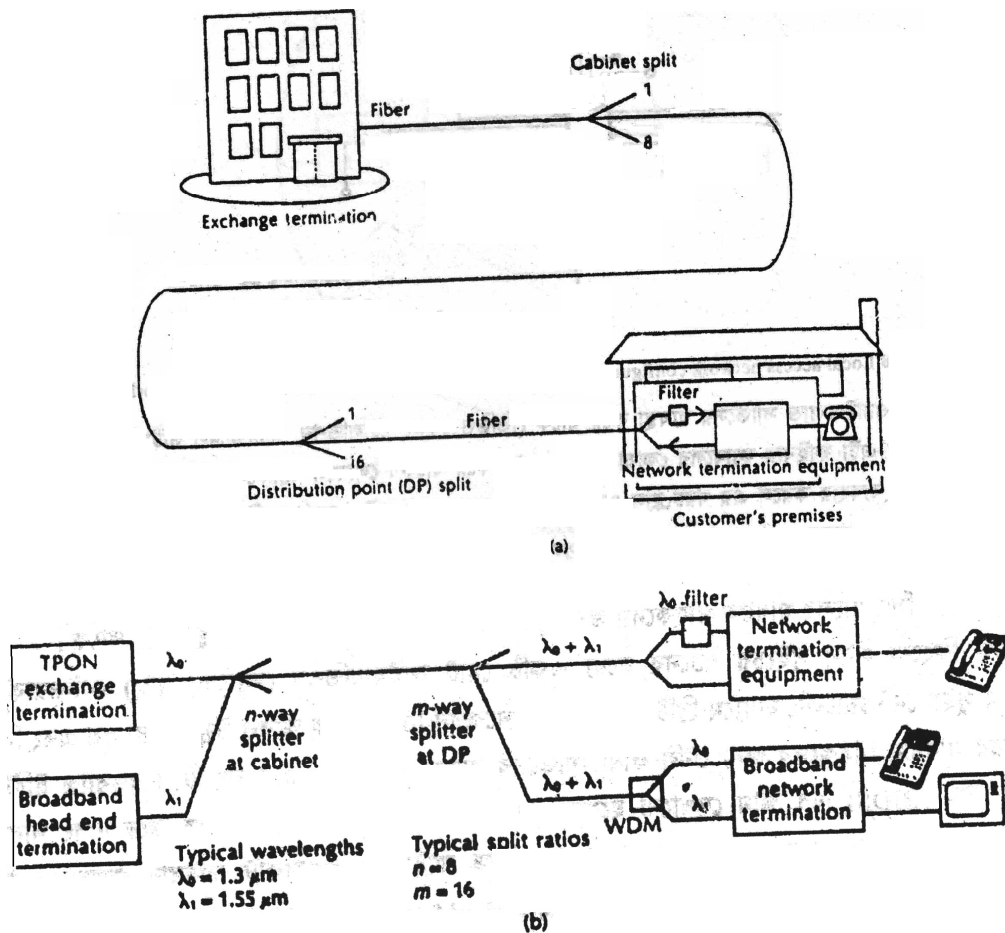 Cabinet split
1
Fiber
8
Exchange termination
Filter
1
Fiber
i6
Network termination equipment
Distribution point (DP) split
Customer's premises
(a)
λ₀ filter
TPON
exchange
termination
λ₀
λ₀ + λ₁
Network
termination
equipment
n-way
splitter
at cabinet
m-way
splitter
at DP
Broadband
head end
termination
λ₁
λ₀ + λ₁
WDM
λ₀
λ₁
Broadband
network
termination
Typical wavelengths
λ₀ = 1.3 μm
λ₁ = 1.55 μm
Typical split ratios
n = 8
m = 16
(b)